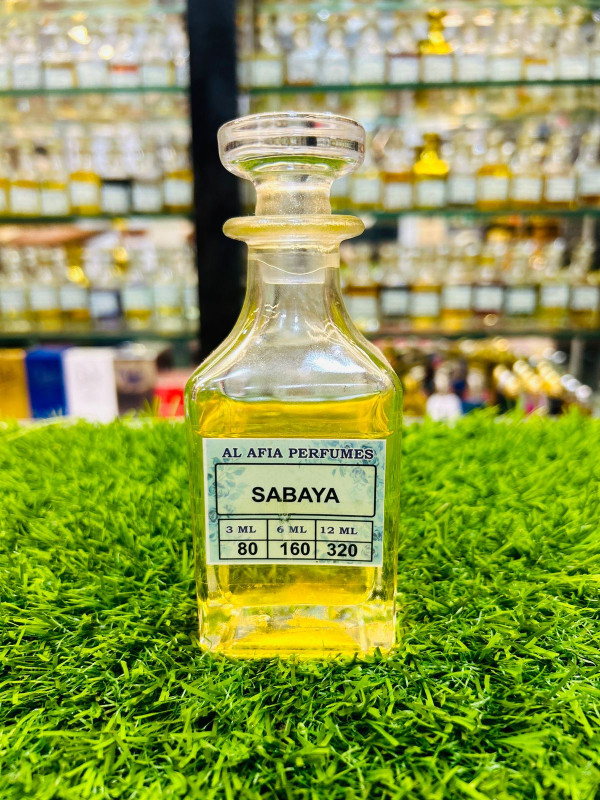 AL AFIA PERFUMES
SABAYA
3 ML 6 ML 12 ML
80 160 320